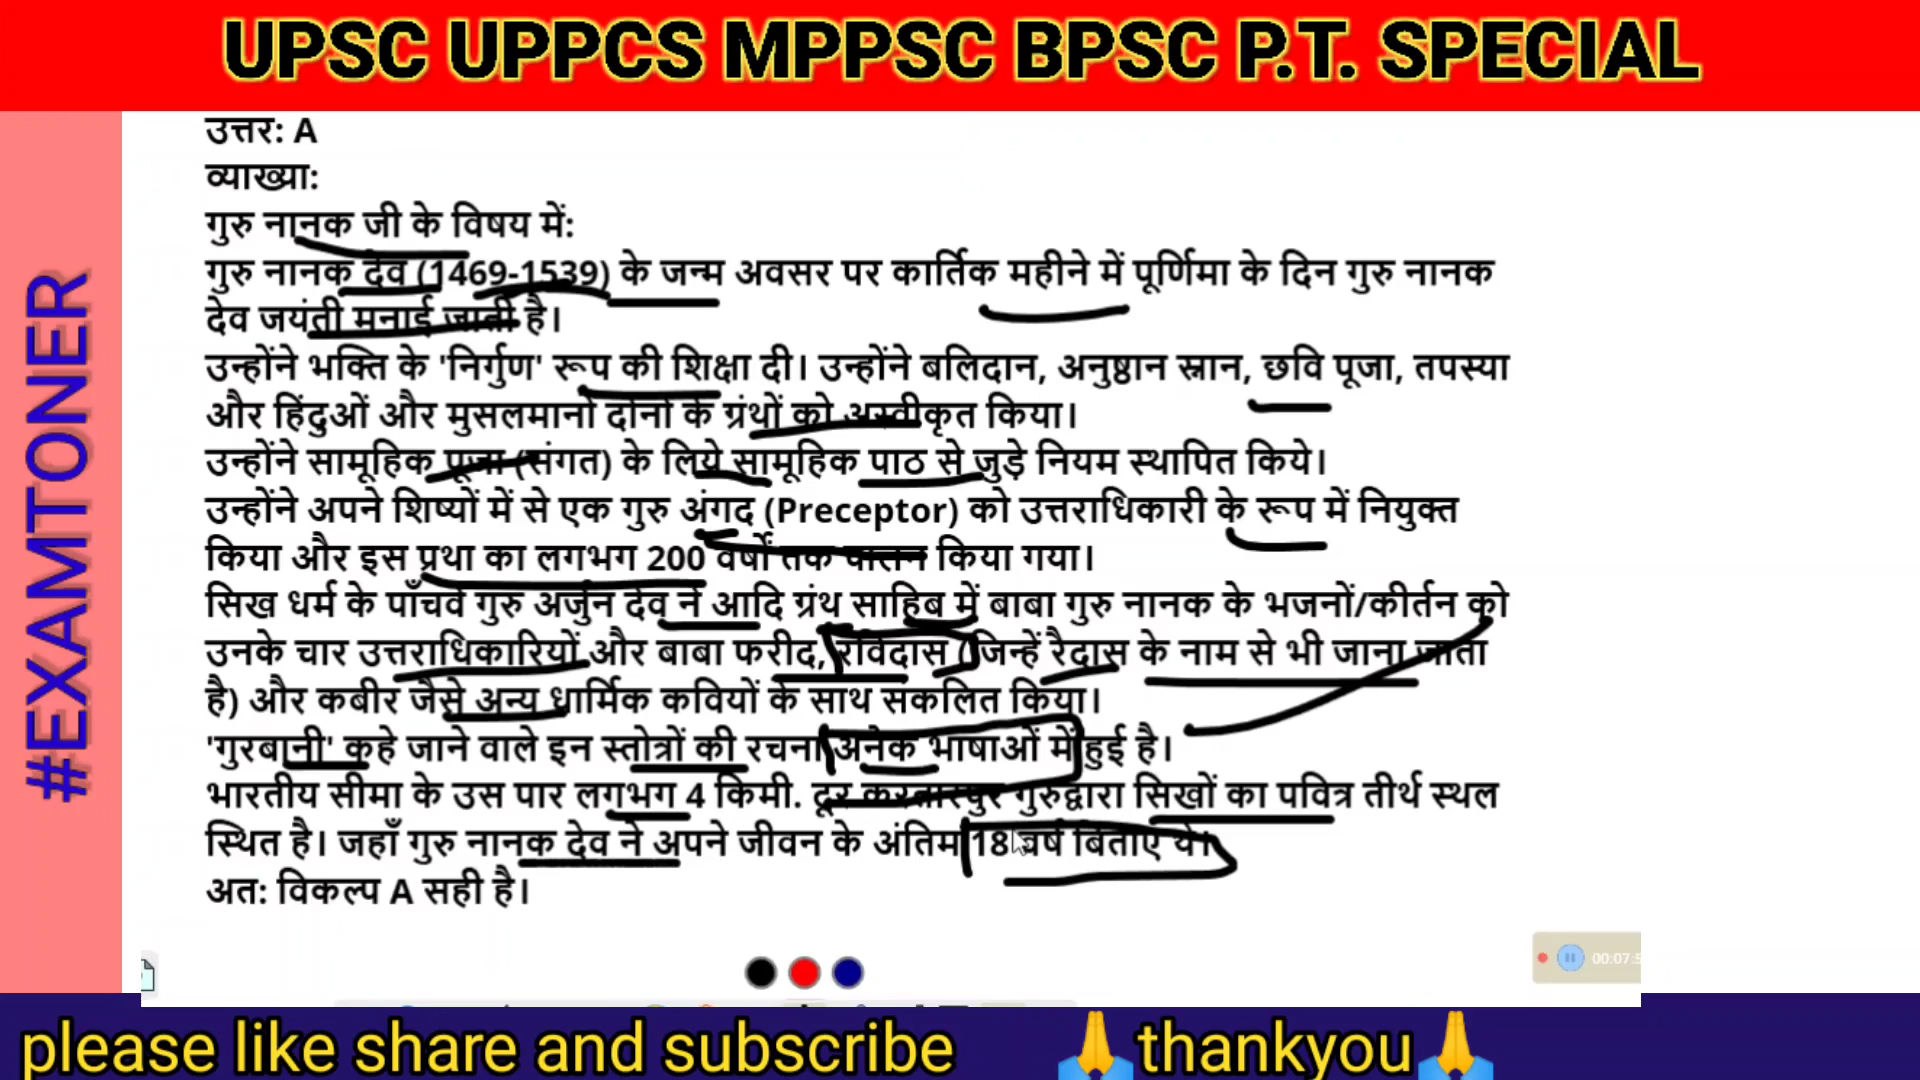 UPSC UPPCS MPPSC BPSC P.T. SPECIAL
#EXAMTONER
उत्तर: A
व्याख्या:
गुरु नानक जी के विषय में:
गुरु नानक देव (1469-1539) के जन्म अवसर पर कार्तिक महीने में पूर्णिमा के दिन गुरु नानक
देव जयंती मनाई जाती है।
उन्होंने भक्ति के 'निर्गुण' रूप की शिक्षा दी। उन्होंने बलिदान, अनुष्ठान स्नान, छवि पूजा, तपस्या
और हिंदुओं और मुसलमानों दोनों के ग्रंथों को अस्वीकृत किया।
उन्होंने सामूहिक पूजा (संगत) के लिये सामूहिक पाठ से जुड़े नियम स्थापित किये।
उन्होंने अपने शिष्यों में से एक गुरु अंगद (Preceptor) को उत्तराधिकारी के रूप में नियुक्त
किया और इस प्रथा का लगभग 200 वर्षों तक पालन किया गया।
सिख धर्म के पाँचवें गुरु अर्जुन देव ने आदि ग्रंथ साहिब में बाबा गुरु नानक के भजनों/कीर्तन को
उनके चार उत्तराधिकारियों और बाबा फरीद, रविदास (जिन्हें रैदास के नाम से भी जाना जाता
है) और कबीर जैसे अन्य धार्मिक कवियों के साथ संकलित किया।
'गुरबानी' कहे जाने वाले इन स्तोत्रों की रचना अनेक भाषाओं में हुई है।
भारतीय सीमा के उस पार लगभग 4 किमी. दूर करतारपुर गुरुद्वारा सिखों का पवित्र तीर्थ स्थल
स्थित है। जहाँ गुरु नानक देव ने अपने जीवन के अंतिम 18 वर्ष बिताए थे।
अत: विकल्प A सही है।
00:07:5
please like share and subscribe 🙏thankyou🙏